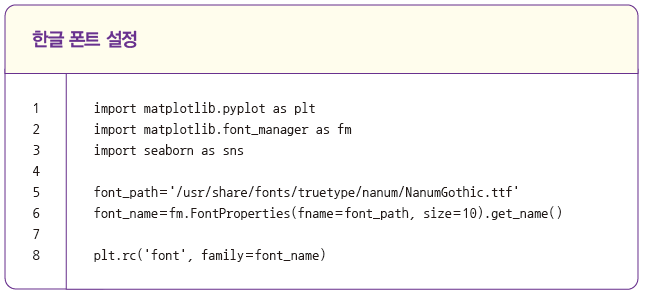 한글 폰트 설정
1 import matplotlib.pyplot as plt
2 import matplotlib.font_manager as fm
3 import seaborn as sns
4
5 font_path='/usr/share/fonts/truetype/nanum/NanumGothic.ttf'
6 font_name=fm.FontProperties(fname=font_path, size=10).get_name()
7
8 plt.rc('font', family=font_name)